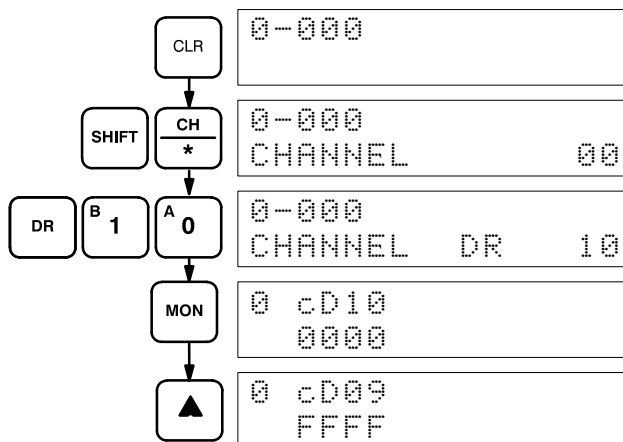 CLR
0-000
SHIFT CH *
0-000
CHANNEL 00
DR B 1 A 0
0-000
CHANNEL DR 10
MON
0 cD10
0000
0 cD09
FFFF